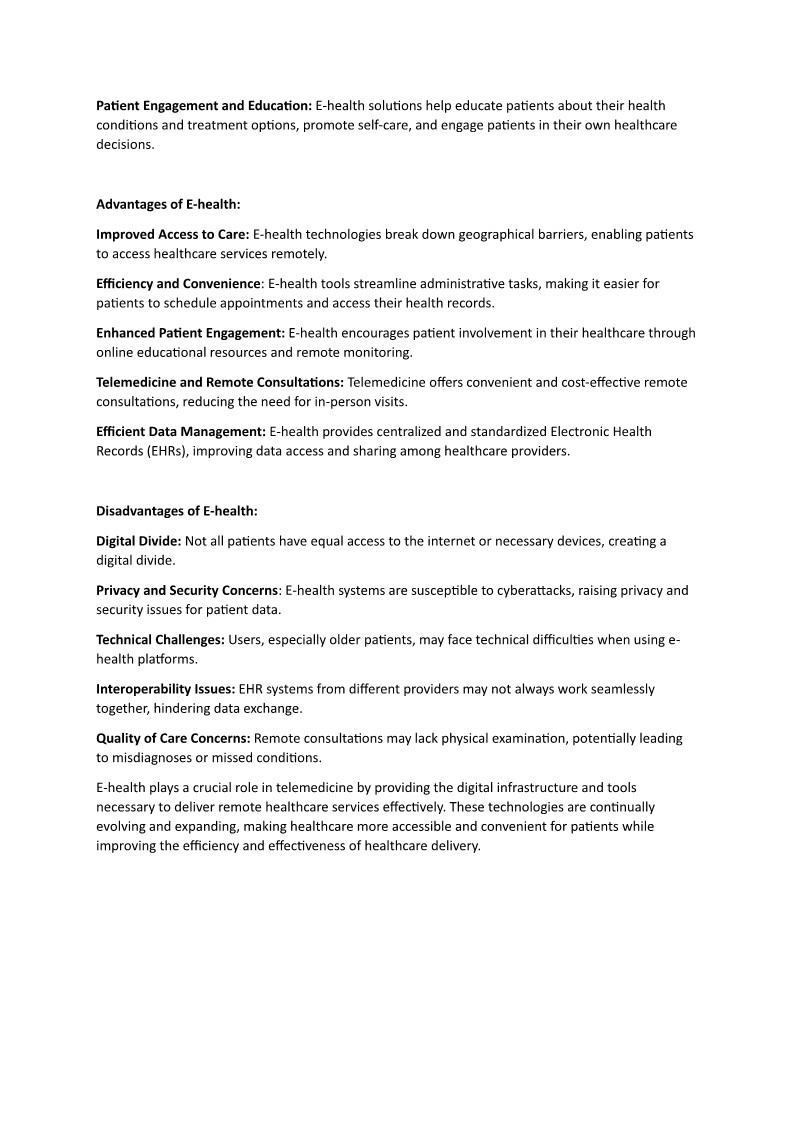 Patient Engagement and Education: E-health solutions help educate patients about their health
conditions and treatment options, promote self-care, and engage patients in their own healthcare
decisions.
Advantages of E-health:
Improved Access to Care: E-health technologies break down geographical barriers, enabling patients
to access healthcare services remotely.
Efficiency and Convenience: E-health tools streamline administrative tasks, making it easier for
patients to schedule appointments and access their health records.
Enhanced Patient Engagement: E-health encourages patient involvement in their healthcare through
online educational resources and remote monitoring.
Telemedicine and Remote Consultations: Telemedicine offers convenient and cost-effective remote
consultations, reducing the need for in-person visits.
Efficient Data Management: E-health provides centralized and standardized Electronic Health
Records (EHRs), improving data access and sharing among healthcare providers.
Disadvantages of E-health:
Digital Divide: Not all patients have equal access to the internet or necessary devices, creating a
digital divide.
Privacy and Security Concerns: E-health systems are susceptible to cyberattacks, raising privacy and
security issues for patient data.
Technical Challenges: Users, especially older patients, may face technical difficulties when using e-
health platforms.
Interoperability Issues: EHR systems from different providers may not always work seamlessly
together, hindering data exchange.
Quality of Care Concerns: Remote consultations may lack physical examination, potentially leading
to misdiagnoses or missed conditions.
E-health plays a crucial role in telemedicine by providing the digital infrastructure and tools
necessary to deliver remote healthcare services effectively. These technologies are continually
evolving and expanding, making healthcare more accessible and convenient for patients while
improving the efficiency and effectiveness of healthcare delivery.